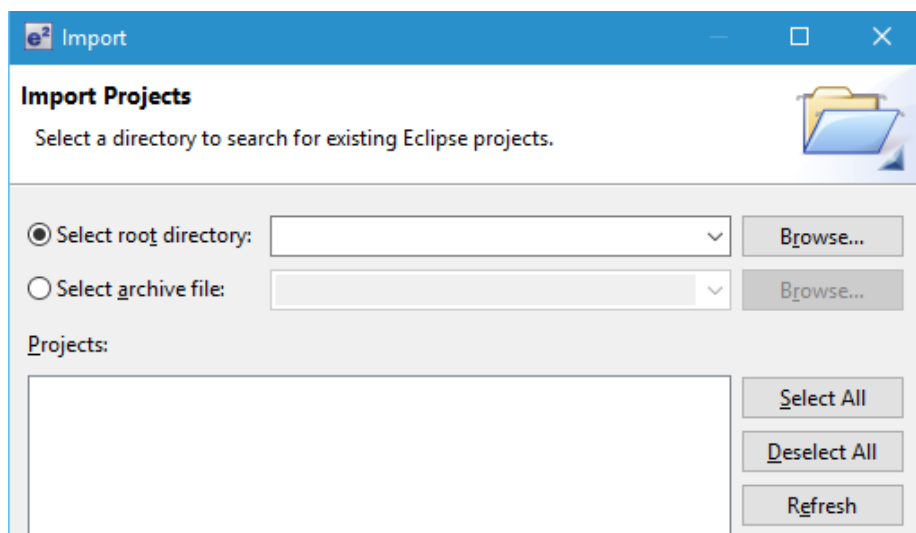 e² Import
Import Projects
Select a directory to search for existing Eclipse projects.
Select root directory:
Browse...
Select archive file:
Browse...
Projects:
Select All
Deselect All
Refresh